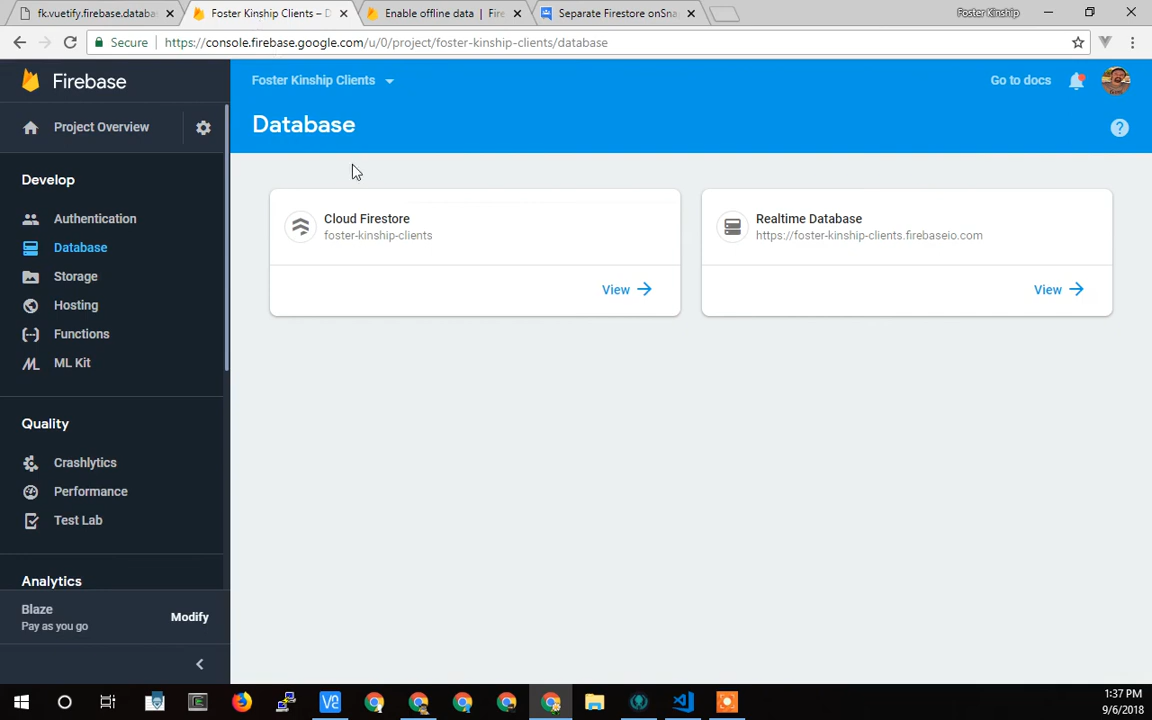 fk.vuetify.firebase.databa
Foster Kinship Clients – D
Enable offline data | Fire
Separate Firestore onSna
Foster Kinship
Secure
https://console.firebase.google.com/u/0/project/foster-kinship-clients/database
Firebase
Foster Kinship Clients
Go to docs
Project Overview
Database
?
Develop
Authentication
Database
Storage
Hosting
Functions
ML Kit
Cloud Firestore
foster-kinship-clients
View
Realtime Database
https://foster-kinship-clients.firebaseio.com
View
Quality
Crashlytics
Performance
Test Lab
Analytics
Blaze
Pay as you go
Modify
1:37 PM
9/6/2018